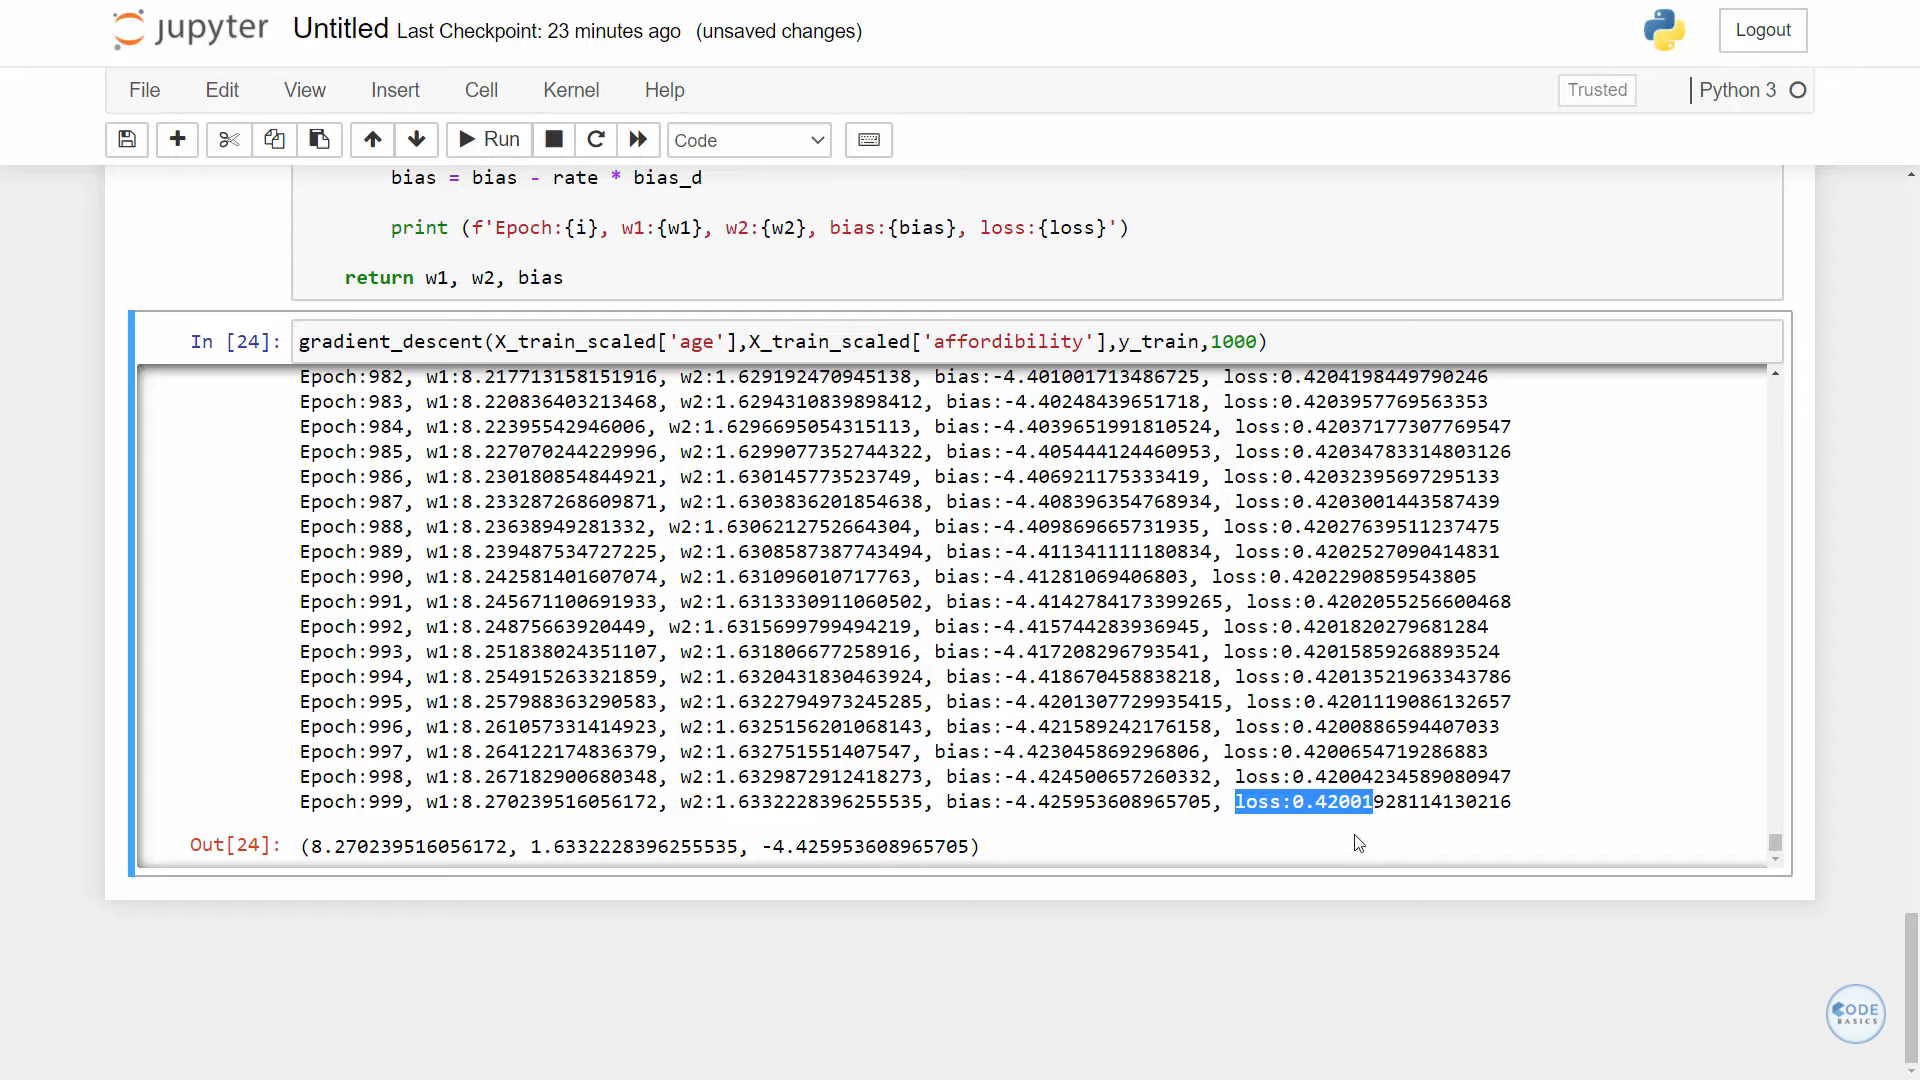 jupyter Untitled Last Checkpoint: 23 minutes ago (unsaved changes) Logout
File Edit View Insert Cell Kernel Help Trusted Python 3
Run Code
bias = bias - rate * bias_d
print (f'Epoch:{i}, w1:{w1}, w2:{w2}, bias:{bias}, loss:{loss}')
return w1, w2, bias
In [24]: gradient_descent(X_train_scaled['age'],X_train_scaled['affordibility'],y_train,1000)
Epoch:982, w1:8.217713158151916, w2:1.629192470945138, bias:-4.401001713486725, loss:0.4204198449790246
Epoch:983, w1:8.220836403213468, w2:1.6294310839898412, bias:-4.40248439651718, loss:0.4203957769563353
Epoch:984, w1:8.22395542946006, w2:1.6296695054315113, bias:-4.4039651991810524, loss:0.42037177307769547
Epoch:985, w1:8.227070244229996, w2:1.6299077352744322, bias:-4.405444124460953, loss:0.42034783314803126
Epoch:986, w1:8.230180854844921, w2:1.630145773523749, bias:-4.406921175333419, loss:0.42032395697295133
Epoch:987, w1:8.233287268609871, w2:1.6303836201854638, bias:-4.408396354768934, loss:0.42030001443587439
Epoch:988, w1:8.23638949281332, w2:1.6306212752664304, bias:-4.409869665731935, loss:0.42027639511237475
Epoch:989, w1:8.239487534727225, w2:1.6308587387743494, bias:-4.411341111180834, loss:0.4202527090414831
Epoch:990, w1:8.242581401607074, w2:1.631096010717763, bias:-4.41281069406803, loss:0.4202290859543805
Epoch:991, w1:8.245671100691933, w2:1.6313330911060502, bias:-4.4142784173399265, loss:0.4202055256600468
Epoch:992, w1:8.24875663920449, w2:1.6315699799494219, bias:-4.415744283936945, loss:0.4201820279681284
Epoch:993, w1:8.251838024351107, w2:1.631806677258916, bias:-4.417208296793541, loss:0.42015859268893524
Epoch:994, w1:8.254915263321859, w2:1.6320431830463924, bias:-4.418670458838218, loss:0.42013521963343786
Epoch:995, w1:8.257988363290583, w2:1.6322794973245285, bias:-4.4201307729935415, loss:0.4201119086132657
Epoch:996, w1:8.261057331414923, w2:1.6325156201068143, bias:-4.421589242176158, loss:0.4200886594407033
Epoch:997, w1:8.264122174836379, w2:1.632751551407547, bias:-4.423045869296806, loss:0.4200654719286883
Epoch:998, w1:8.267182900680348, w2:1.6329872912418273, bias:-4.424500657260332, loss:0.42004234589080947
Epoch:999, w1:8.270239516056172, w2:1.6332228396255535, bias:-4.425953608965705, loss:0.42001928114130216
Out[24]: (8.270239516056172, 1.6332228396255535, -4.425953608965705)
CODE
BASICS